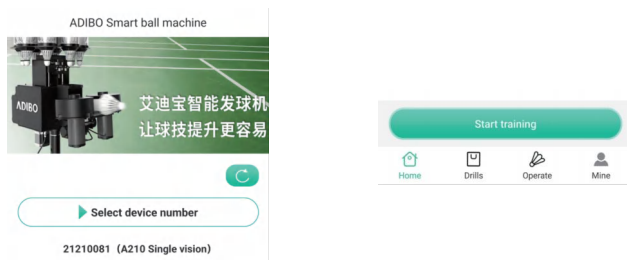 ADIBO Smart ball machine
ADIBO
艾迪宝智能发球机
让球技提升更容易
Select device number
21210081（A210 Single vision）
Start training
Home Drills Operate Mine